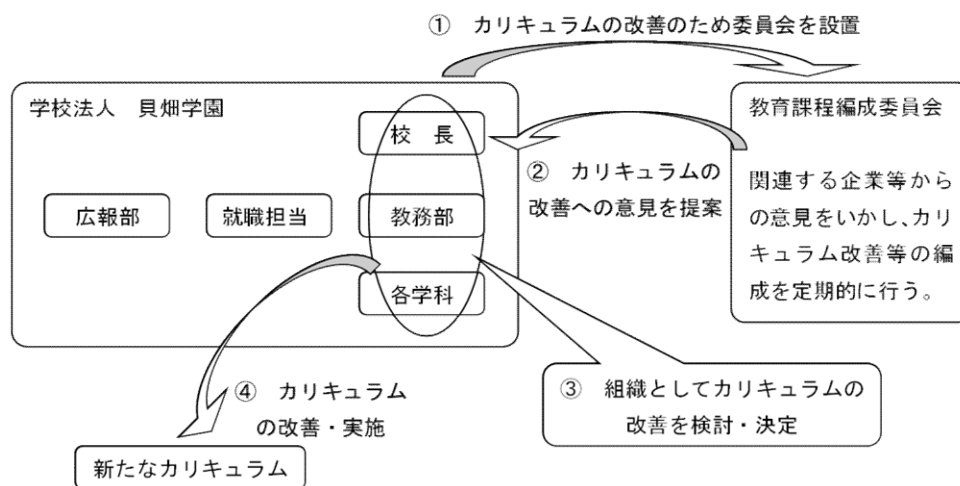 ① カリキュラムの改善のため委員会を設置
学校法人 貝畑学園
校 長
広報部
就職担当
教務部
各学科
教育課程編成委員会
関連する企業等から
の意見をいかし、カリ
キュラム改善等の編
成を定期的に行う。
② カリキュラムの
改善への意見を提案
③ 組織としてカリキュラムの
改善を検討・決定
④ カリキュラム
の改善・実施
新たなカリキュラム